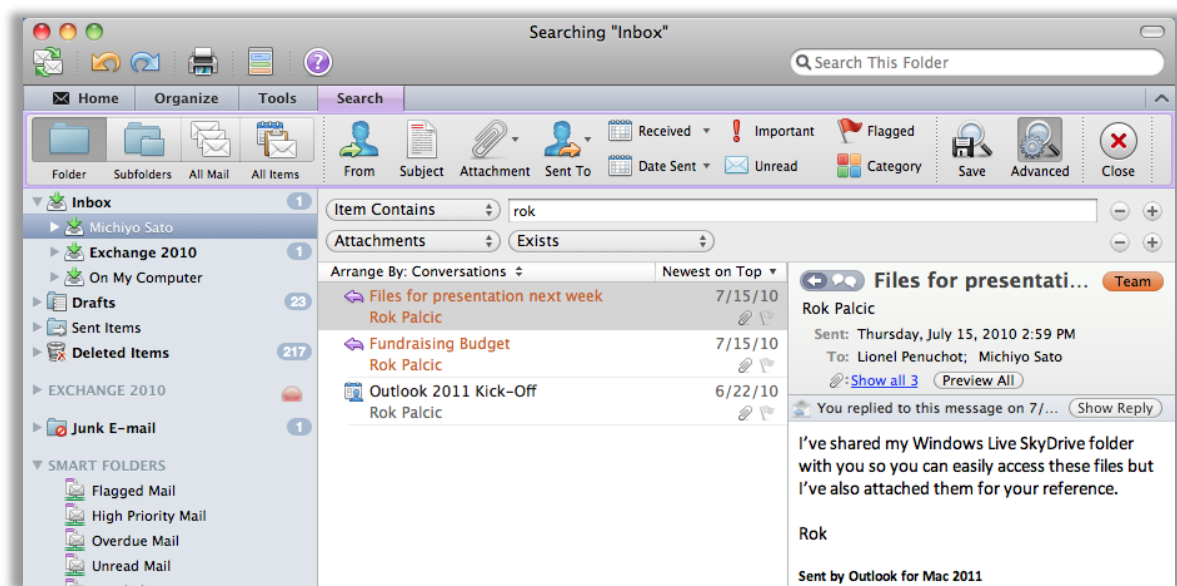 Searching "Inbox"
Search This Folder
Home Organize Tools Search
Folder Subfolders All Mail All Items From Subject Attachment Sent To
Received Important Flagged
Date Sent Unread Category
Save Advanced Close
Inbox 1
Michiyo Sato
Exchange 2010 1
On My Computer
Drafts 23
Sent Items
Deleted Items 217
EXCHANGE 2010
Junk E-mail 1
SMART FOLDERS
Flagged Mail
High Priority Mail
Overdue Mail
Unread Mail
Item Contains rok
Attachments Exists
Arrange By: Conversations Newest on Top
Files for presentation next week 7/15/10
Rok Palcic
Fundraising Budget 7/15/10
Rok Palcic
Outlook 2011 Kick-Off 6/22/10
Rok Palcic
Files for presentati... Team
Rok Palcic
Sent: Thursday, July 15, 2010 2:59 PM
To: Lionel Penuchot; Michiyo Sato
: Show all 3 Preview All
You replied to this message on 7/... Show Reply
I've shared my Windows Live SkyDrive folder
with you so you can easily access these files but
I've also attached them for your reference.
Rok
Sent by Outlook for Mac 2011